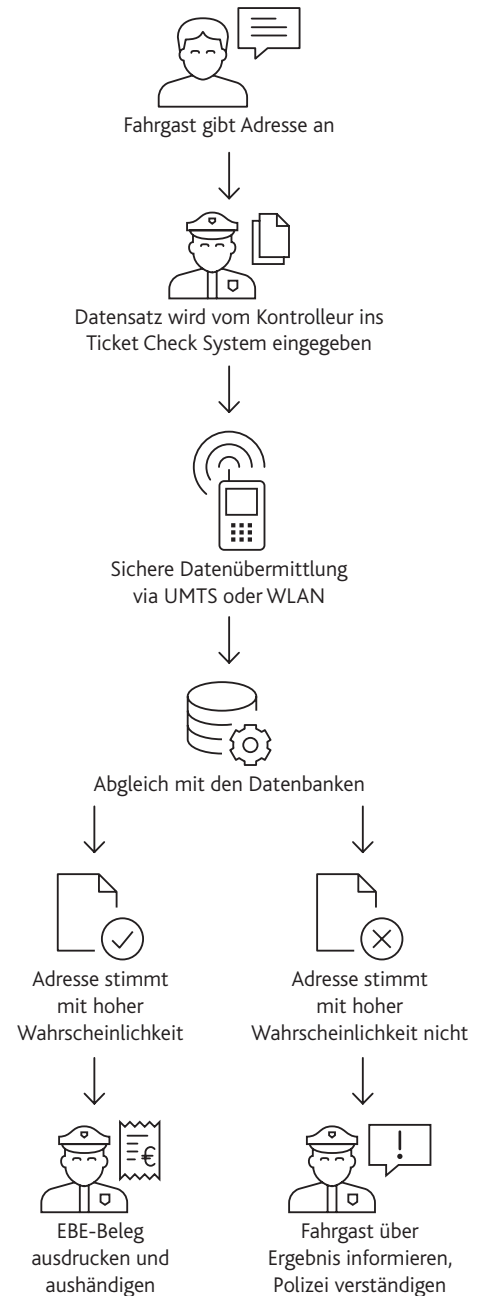 Fahrgast gibt Adresse an
Datensatz wird vom Kontrolleur ins
Ticket Check System eingegeben
Sichere Datenübermittlung
via UMTS oder WLAN
Abgleich mit den Datenbanken
Adresse stimmt
mit hoher
Wahrscheinlichkeit
Adresse stimmt
mit hoher
Wahrscheinlichkeit nicht
€
!
EBE-Beleg
ausdrucken und
aushändigen
Fahrgast über
Ergebnis informieren,
Polizei verständigen